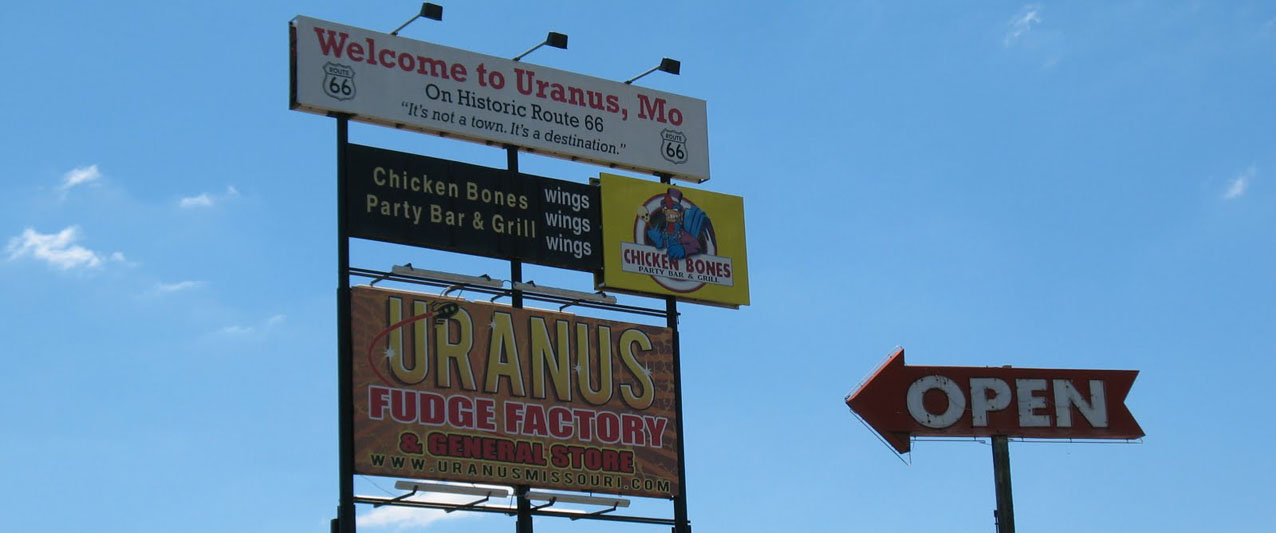 Welcome to Uranus, Mo
On Historic Route 66
"It's not a town. It's a destination."
ROUTE
66
ROUTE
66
Chicken Bones
Party Bar & Grill
wings
wings
wings
CHICKEN BONES
PARTY BAR & GRILL
URANUS
FUDGE FACTORY
& GENERAL STORE
WWW.URANUSMISSOURI.COM
OPEN